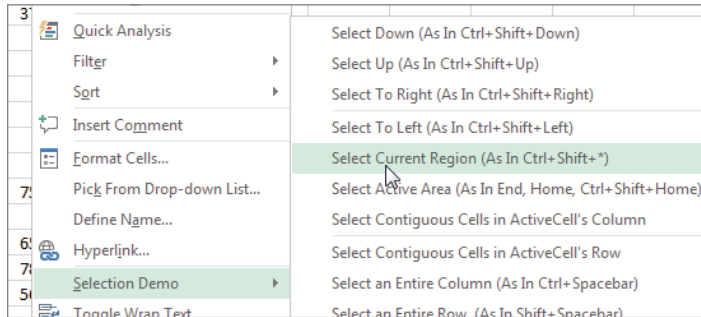 Quick Analysis
Filter
Sort
Insert Comment
Format Cells...
Pick From Drop-down List...
Define Name...
Hyperlink...
Selection Demo
Toggle Wrap Text
Select Down (As In Ctrl+Shift+Down)
Select Up (As In Ctrl+Shift+Up)
Select To Right (As In Ctrl+Shift+Right)
Select To Left (As In Ctrl+Shift+Left)
Select Current Region (As In Ctrl+Shift+*)
Select Active Area (As In End, Home, Ctrl+Shift+Home)
Select Contiguous Cells in ActiveCell's Column
Select Contiguous Cells in ActiveCell's Row
Select an Entire Column (As In Ctrl+Spacebar)
Select an Entire Row (As In Shift+Spacebar)